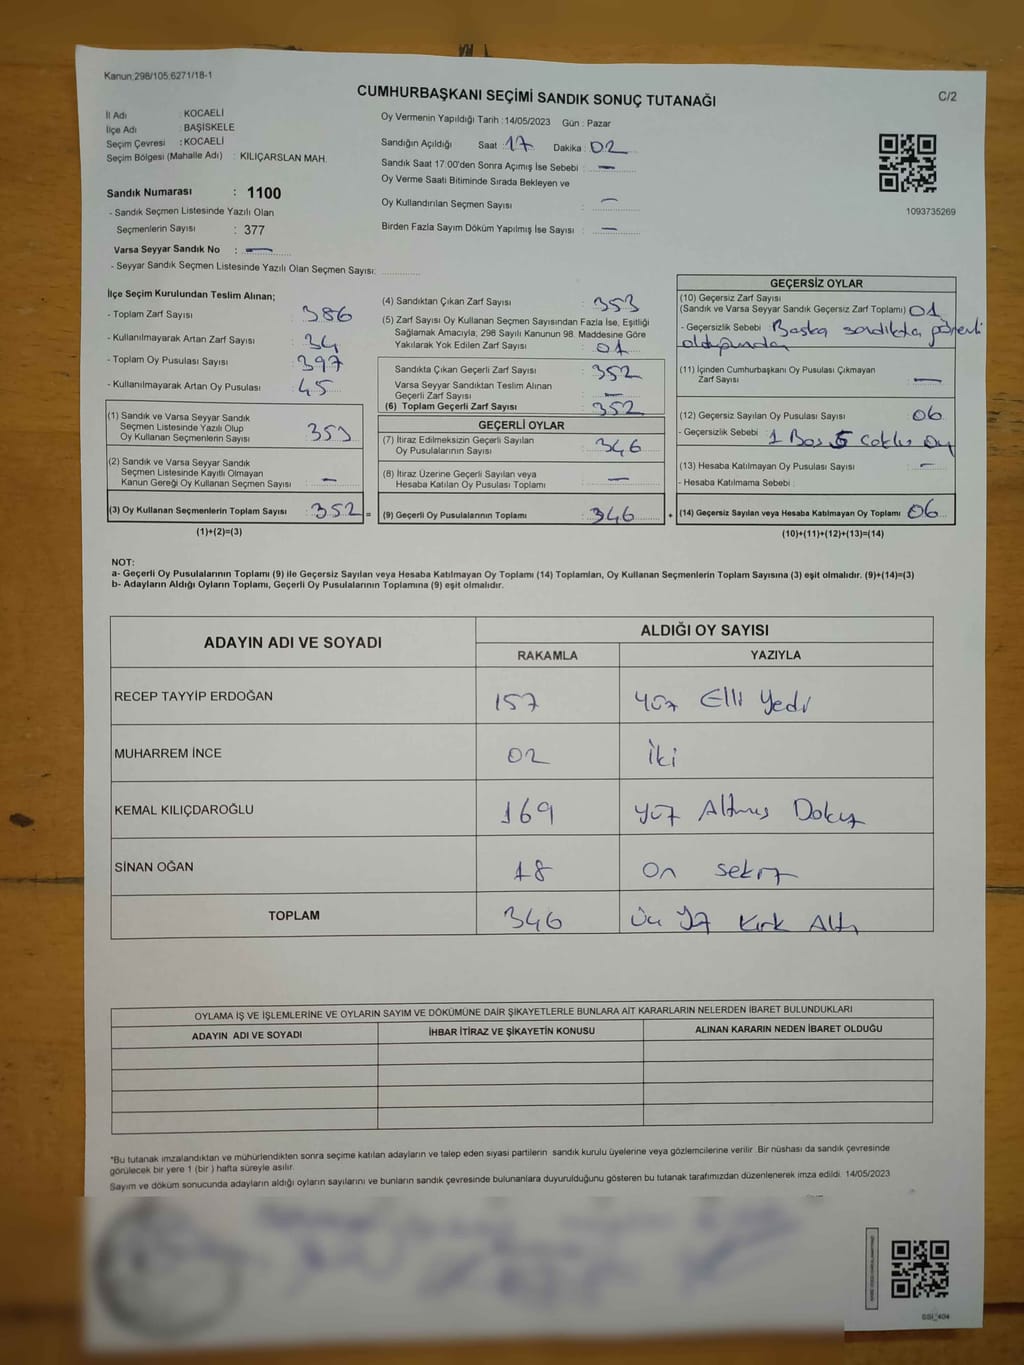 Kanun:298/105,6271/18-1
C/2
CUMHURBAŞKANI SEÇİMİ SANDIK SONUÇ TUTANAĞI
İl Adı : KOCAELİ
İlçe Adı : BAŞİSKELE
Seçim Çevresi : KOCAELİ
Seçim Bölgesi (Mahalle Adı) : KILIÇARSLAN MAH.
Sandık Numarası : 1100
- Sandık Seçmen Listesinde Yazılı Olan
Seçmenlerin Sayısı : 377
Varsa Seyyar Sandık No : —
- Seyyar Sandık Seçmen Listesinde Yazılı Olan Seçmen Sayısı:
Oy Vermenin Yapıldığı Tarih :14/05/2023 Gün : Pazar
Sandığın Açıldığı Saat : 17 Dakika : 02
Sandık Saat 17:00'den Sonra Açımış İse Sebebi : —
Oy Verme Saati Bitiminde Sırada Bekleyen ve
Oy Kullandırılan Seçmen Sayısı : —
Birden Fazla Sayım Döküm Yapılmış İse Sayısı : —
1093735269
İlçe Seçim Kurulundan Teslim Alınan;
- Toplam Zarf Sayısı : 386
- Kullanılmayarak Artan Zarf Sayısı : 34
- Toplam Oy Pusulası Sayısı : 397
- Kullanılmayarak Artan Oy Pusulası : 45
(1) Sandık ve Varsa Seyyar Sandık
Seçmen Listesinde Yazılı Olup
Oy Kullanan Seçmenlerin Sayısı : 353
(2) Sandık ve Varsa Seyyar Sandık
Seçmen Listesinde Kayıtlı Olmayan
Kanun Gereği Oy Kullanan Seçmen Sayısı : —
(3) Oy Kullanan Seçmenlerin Toplam Sayısı : 352 =
(1)+(2)=(3)
(4) Sandıktan Çıkan Zarf Sayısı : 353
(5) Zarf Sayısı Oy Kullanan Seçmen Sayısından Fazla İse, Eşitliği
Sağlamak Amacıyla; 298 Sayılı Kanunun 98. Maddesine Göre
Yakılarak Yok Edilen Zarf Sayısı : 01
Sandıkta Çıkan Geçerli Zarf Sayısı : 352
Varsa Seyyar Sandıktan Teslim Alınan
Geçerli Zarf Sayısı : —
(6) Toplam Geçerli Zarf Sayısı : 352
GEÇERLİ OYLAR
(7) İtiraz Edilmeksizin Geçerli Sayılan
Oy Pusulalarının Sayısı : 346
(8) İtiraz Üzerine Geçerli Sayılan veya
Hesaba Katılan Oy Pusulası Toplamı : —
(9) Geçerli Oy Pusulalarının Toplamı : 346 +
GEÇERSİZ OYLAR
(10) Geçersiz Zarf Sayısı
(Sandık ve Varsa Seyyar Sandık Geçersiz Zarf Toplamı) 01
- Geçersizlik Sebebi : Başka sandıkta görevli
olduğundan
(11) İçinden Cumhurbaşkanı Oy Pusulası Çıkmayan
Zarf Sayısı : —
(12) Geçersiz Sayılan Oy Pusulası Sayısı : 06
- Geçersizlik Sebebi : 1 Boş 5 çoklu oy
(13) Hesaba Katılmayan Oy Pusulası Sayısı : —
- Hesaba Katılmama Sebebi :
(14) Geçersiz Sayılan veya Hesaba Katılmayan Oy Toplamı : 06
(10)+(11)+(12)+(13)=(14)
NOT:
a- Geçerli Oy Pusulalarının Toplamı (9) ile Geçersiz Sayılan veya Hesaba Katılmayan Oy Toplamı (14) Toplamları, Oy Kullanan Seçmenlerin Toplam Sayısına (3) eşit olmalıdır. (9)+(14)=(3)
b- Adayların Aldığı Oyların Toplamı, Geçerli Oy Pusulalarının Toplamına (9) eşit olmalıdır.
ADAYIN ADI VE SOYADI
ALDIĞI OY SAYISI
RAKAMLA YAZIYLA
RECEP TAYYİP ERDOĞAN 157 Yüz Elli Yedi
MUHARREM İNCE 02 İki
KEMAL KILIÇDAROĞLU 169 yüz Altmış Dokuz
SİNAN OĞAN 18 On sekiz
TOPLAM 346 Üç Yüz Kırk Altı
OYLAMA İŞ VE İŞLEMLERİNE VE OYLARIN SAYIM VE DÖKÜMÜNE DAİR ŞİKAYETLERLE BUNLARA AİT KARARLARIN NELERDEN İBARET BULUNDUKLARI
ADAYIN ADI VE SOYADI İHBAR İTİRAZ VE ŞİKAYETİN KONUSU ALINAN KARARIN NEDEN İBARET OLDUĞU
*Bu tutanak imzalandıktan ve mühürlendikten sonra seçime katılan adayların ve talep eden siyasi partilerin sandık kurulu üyelerine veya gözlemcilerine verilir. Bir nüshası da sandık çevresinde
görülecek bir yere 1 (bir ) hafta süreyle asılır.
Sayım ve döküm sonucunda adayların aldığı oyların sayılarını ve bunların sandık çevresinde bulunanlara duyurulduğunu gösteren bu tutanak tarafımızdan düzenlenerek imza edildi. 14/05/2023
SSİ_404